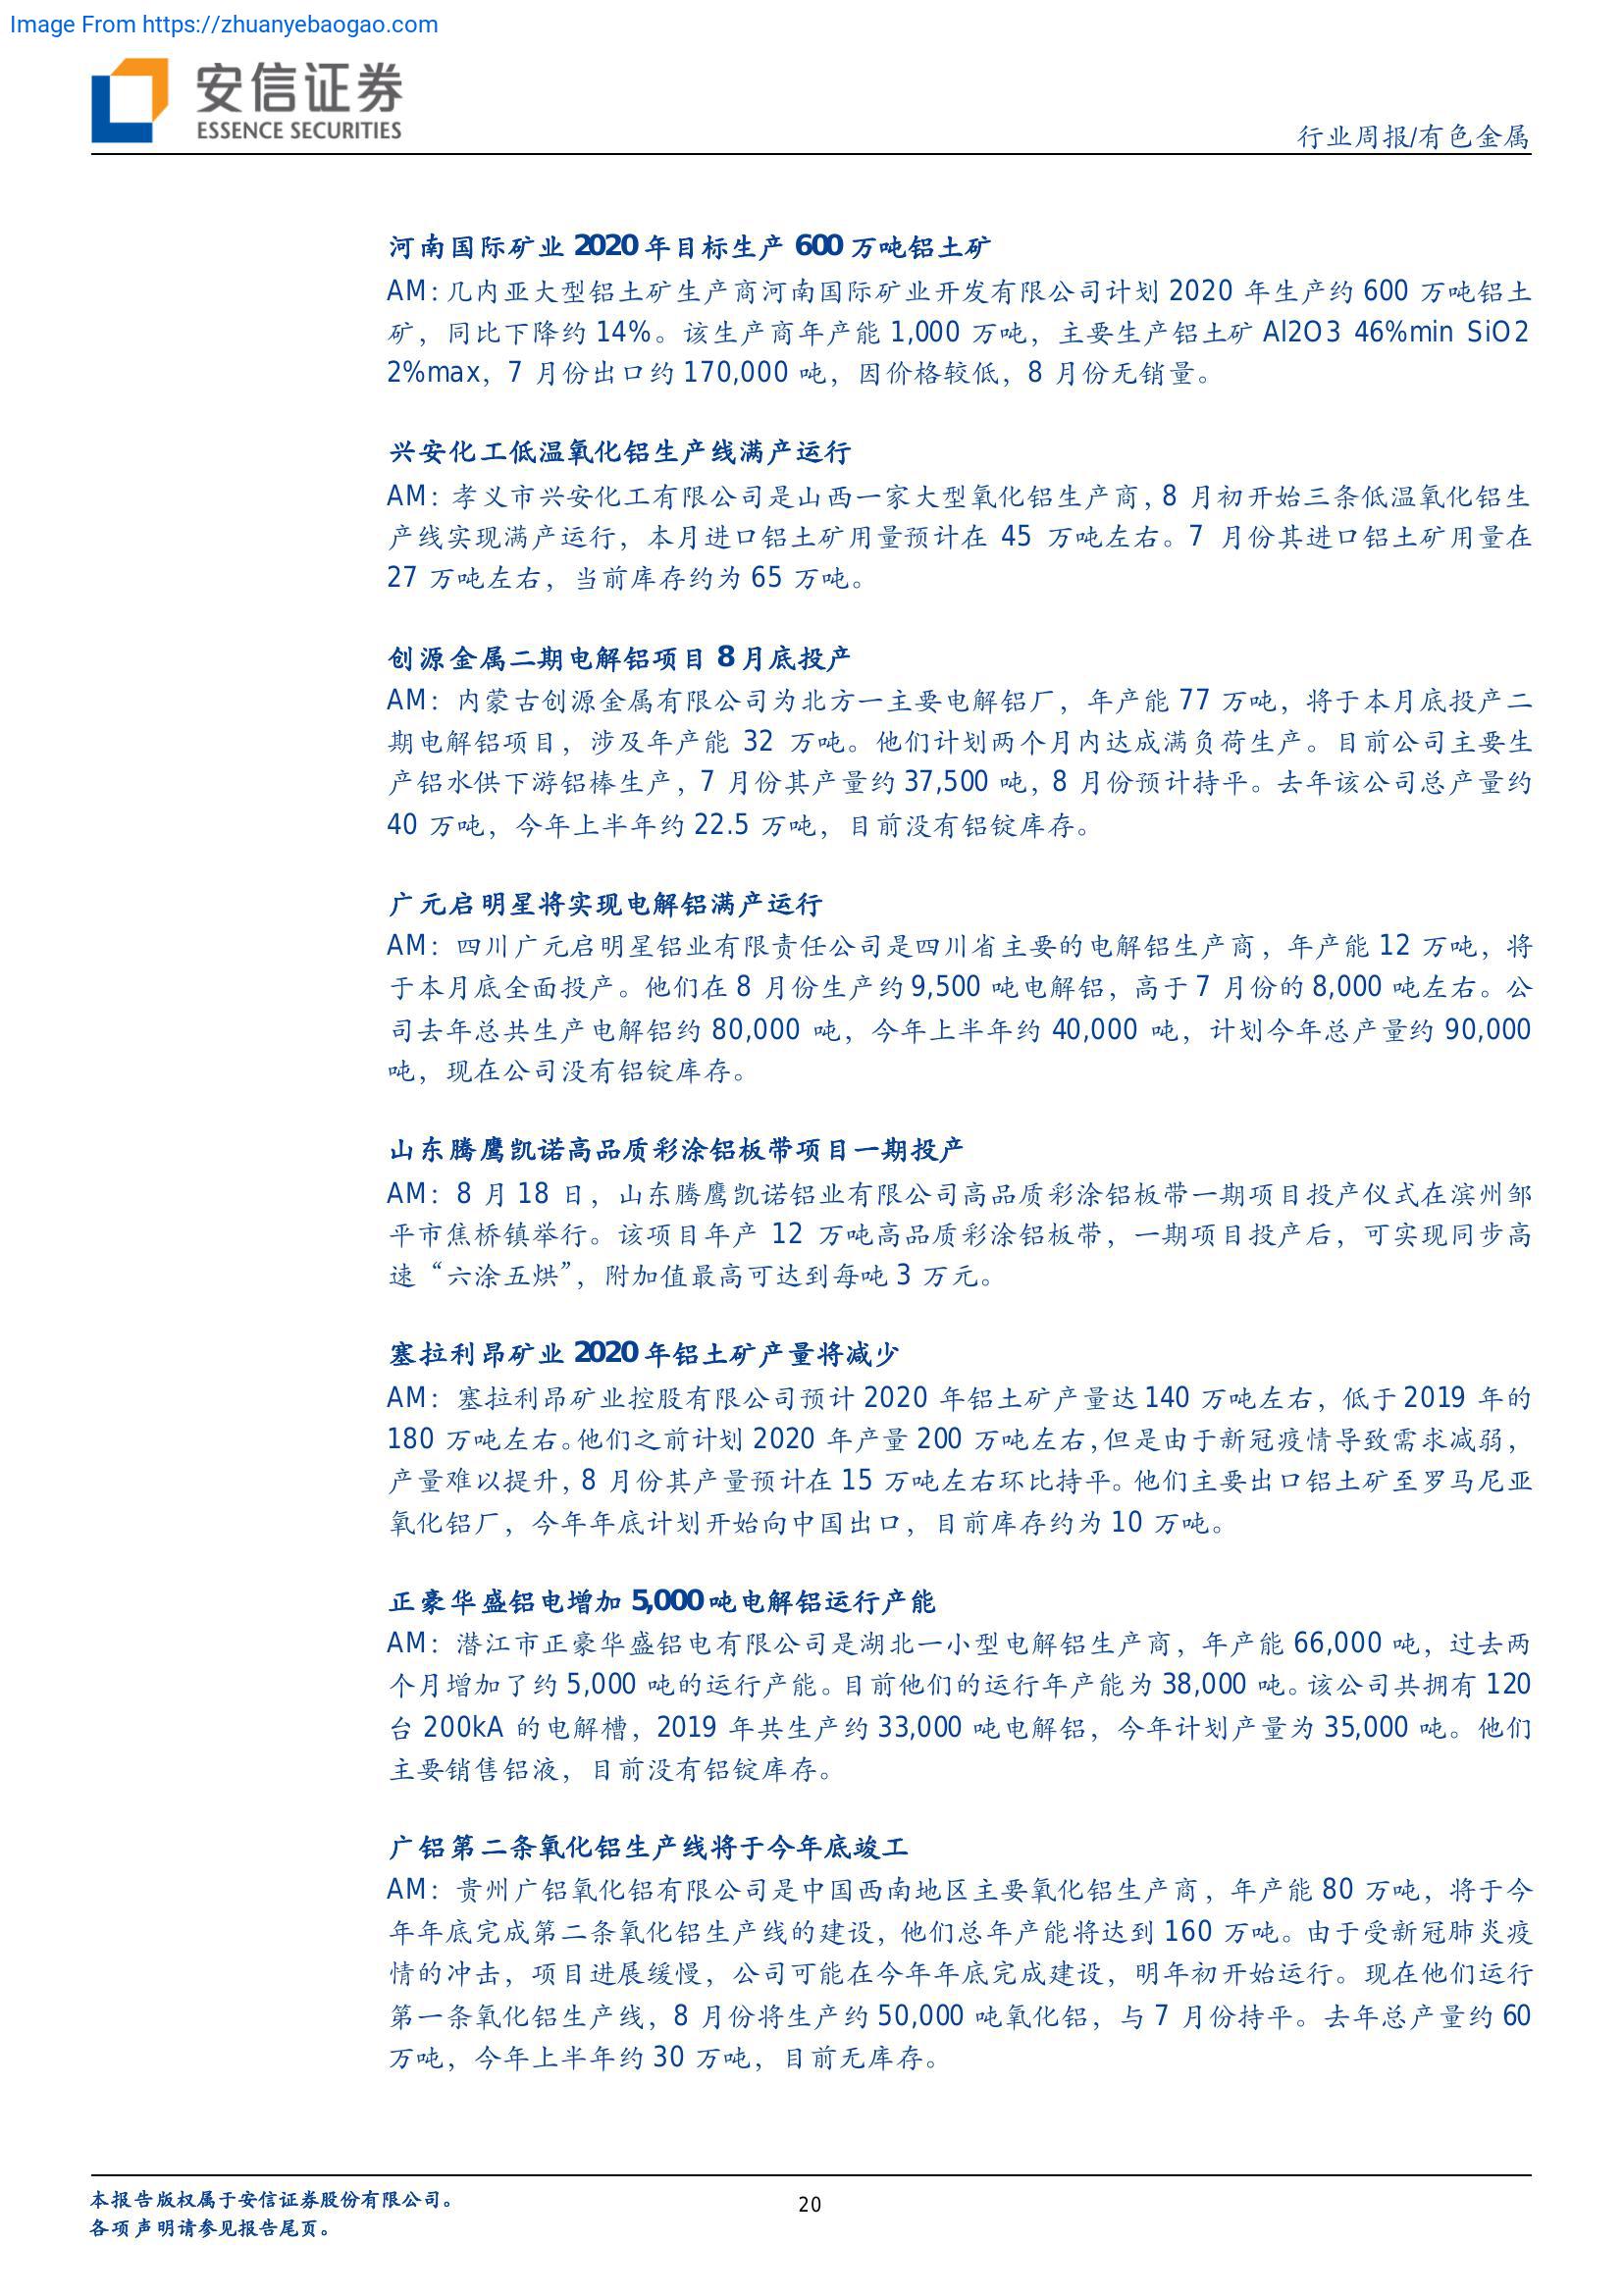 Image From https://zhuanyebaogao.com
安信证券
ESSENCE SECURITIES
行业周报/有色金属
河南国际矿业 2020 年目标生产 600 万吨铝土矿
AM：几内亚大型铝土矿生产商河南国际矿业开发有限公司计划 2020 年生产约 600 万吨铝土
矿，同比下降约 14%。该生产商年产能 1,000 万吨，主要生产铝土矿 Al2O3 46%min SiO2
2%max，7 月份出口约 170,000 吨，因价格较低，8 月份无销量。
兴安化工低温氧化铝生产线满产运行
AM：孝义市兴安化工有限公司是山西一家大型氧化铝生产商，8 月初开始三条低温氧化铝生
产线实现满产运行，本月进口铝土矿用量预计在 45 万吨左右。7 月份其进口铝土矿用量在
27 万吨左右，当前库存约为 65 万吨。
创源金属二期电解铝项目 8 月底投产
AM：内蒙古创源金属有限公司为北方一主要电解铝厂，年产能 77 万吨，将于本月底投产二
期电解铝项目，涉及年产能 32 万吨。他们计划两个月内达成满负荷生产。目前公司主要生
产铝水供下游铝棒生产，7 月份其产量约 37,500 吨，8 月份预计持平。去年该公司总产量约
40 万吨，今年上半年约 22.5 万吨，目前没有铝锭库存。
广元启明星将实现电解铝满产运行
AM：四川广元启明星铝业有限责任公司是四川省主要的电解铝生产商，年产能 12 万吨，将
于本月底全面投产。他们在 8 月份生产约 9,500 吨电解铝，高于 7 月份的 8,000 吨左右。公
司去年总共生产电解铝约 80,000 吨，今年上半年约 40,000 吨，计划今年总产量约 90,000
吨，现在公司没有铝锭库存。
山东腾鹰凯诺高品质彩涂铝板带项目一期投产
AM：8 月 18 日，山东腾鹰凯诺铝业有限公司高品质彩涂铝板带一期项目投产仪式在滨州邹
平市焦桥镇举行。该项目年产 12 万吨高品质彩涂铝板带，一期项目投产后，可实现同步高
速“六涂五烘”，附加值最高可达到每吨 3 万元。
塞拉利昂矿业 2020 年铝土矿产量将减少
AM：塞拉利昂矿业控股有限公司预计 2020 年铝土矿产量达 140 万吨左右，低于 2019 年的
180 万吨左右。他们之前计划 2020 年产量 200 万吨左右，但是由于新冠疫情导致需求减弱，
产量难以提升，8 月份其产量预计在 15 万吨左右环比持平。他们主要出口铝土矿至罗马尼亚
氧化铝厂，今年年底计划开始向中国出口，目前库存约为 10 万吨。
正豪华盛铝电增加 5,000 吨电解铝运行产能
AM：潜江市正豪华盛铝电有限公司是湖北一小型电解铝生产商，年产能 66,000 吨，过去两
个月增加了约 5,000 吨的运行产能。目前他们的运行年产能为 38,000 吨。该公司共拥有 120
台 200kA 的电解槽，2019 年共生产约 33,000 吨电解铝，今年计划产量为 35,000 吨。他们
主要销售铝液，目前没有铝锭库存。
广铝第二条氧化铝生产线将于今年底竣工
AM：贵州广铝氧化铝有限公司是中国西南地区主要氧化铝生产商，年产能 80 万吨，将于今
年年底完成第二条氧化铝生产线的建设，他们总年产能将达到 160 万吨。由于受新冠肺炎疫
情的冲击，项目进展缓慢，公司可能在今年年底完成建设，明年初开始运行。现在他们运行
第一条氧化铝生产线，8 月份将生产约 50,000 吨氧化铝，与 7 月份持平。去年总产量约 60
万吨，今年上半年约 30 万吨，目前无库存。
本报告版权属于安信证券股份有限公司。
20
各项声明请参见报告尾页。